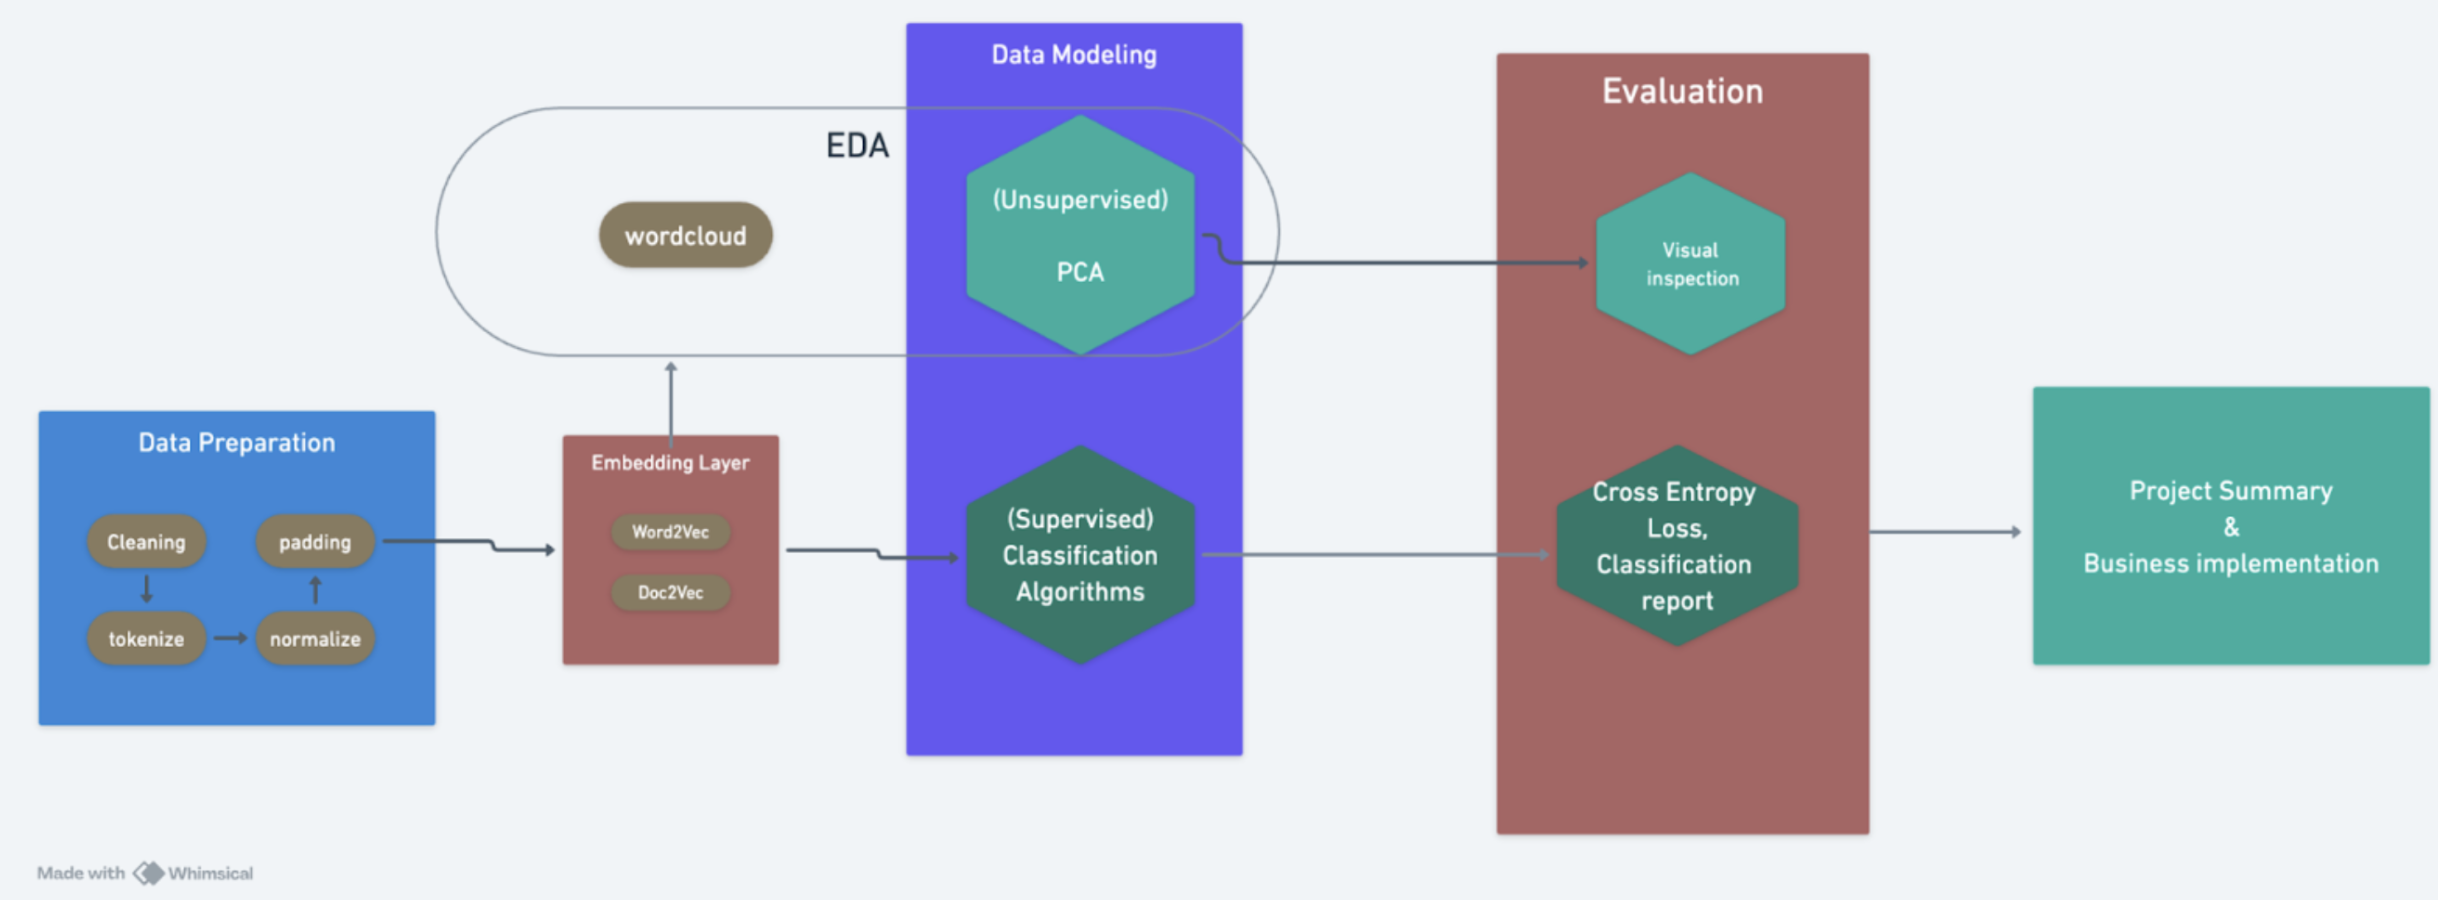 Data Modeling
Evaluation
EDA
(Unsupervised)
PCA
wordcloud
Visual
inspection
Data Preparation
Cleaning
padding
tokenize
normalize
Embedding Layer
Word2Vec
Doc2Vec
(Supervised)
Classification
Algorithms
Cross Entropy
Loss,
Classification
report
Project Summary
&
Business implementation
Made with Whimsical